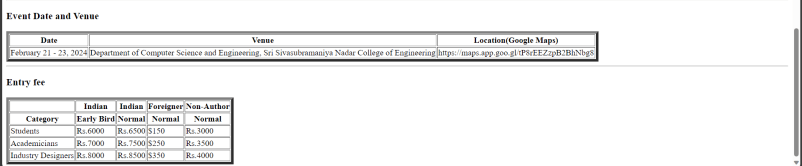 Event Date and Venue
Date Venue Location(Google Maps)
February 21 - 23, 2024 Department of Computer Science and Engineering, Sri Sivasubramaniya Nadar College of Engineering https://maps.app.goo.gl/tP8rEEZzpB2BhNbg8
Entry fee
Indian Indian Foreigner Non-Author
Category Early Bird Normal Normal Normal
Students Rs.6000 Rs.6500 $150 Rs.3000
Academicians Rs.7000 Rs.7500 $250 Rs.3500
Industry Designers Rs.8000 Rs.8500 $350 Rs.4000